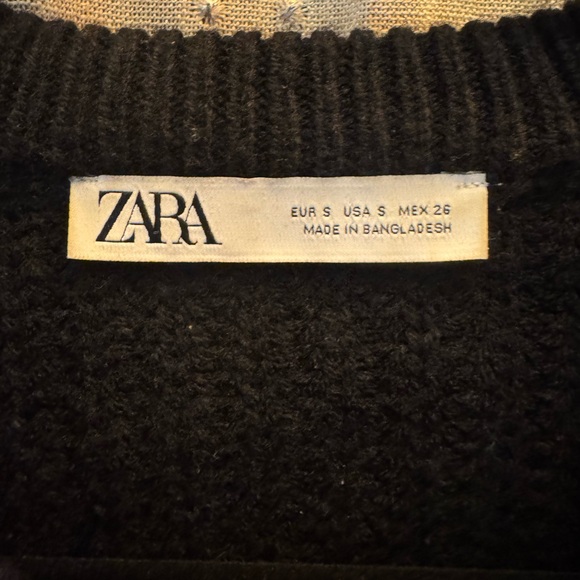 ZARA
EUR S USA S MEX 26
MADE IN BANGLADESH